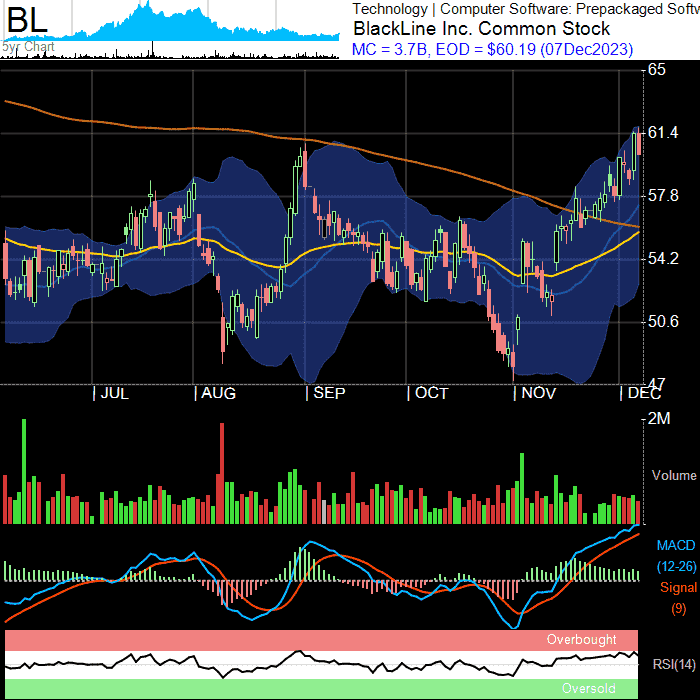 BL
5yr Chart
Technology | Computer Software: Prepackaged Softw
BlackLine Inc. Common Stock
MC = 3.7B, EOD = $60.19 (07Dec2023)
65
61.4
57.8
54.2
50.6
47
JUL
AUG
SEP
OCT
NOV
DEC
2M
Volume
MACD
(12-26)
Signal
(9)
Overbought
RSI(14)
Oversold